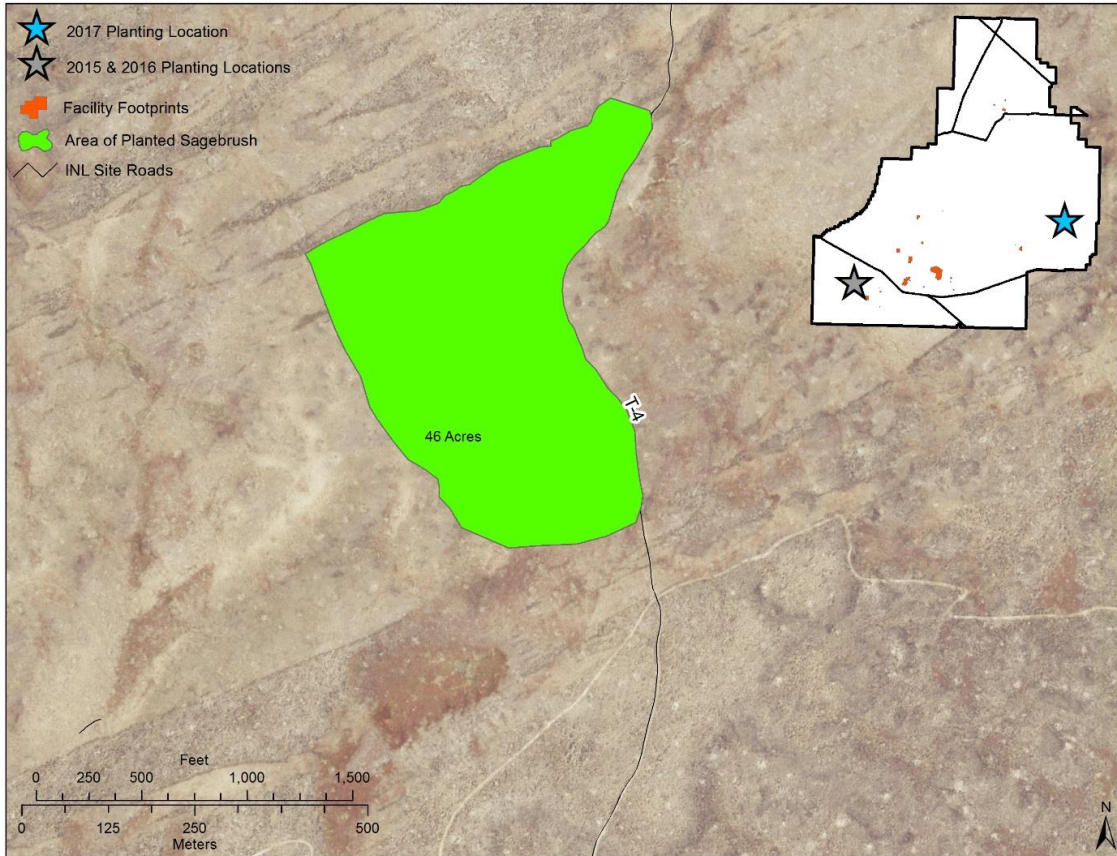 2017 Planting Location
2015 & 2016 Planting Locations
Facility Footprints
Area of Planted Sagebrush
INL Site Roads
T-4
46 Acres
Feet
0 250 500 1,000 1,500
0 125 250 500
Meters
N